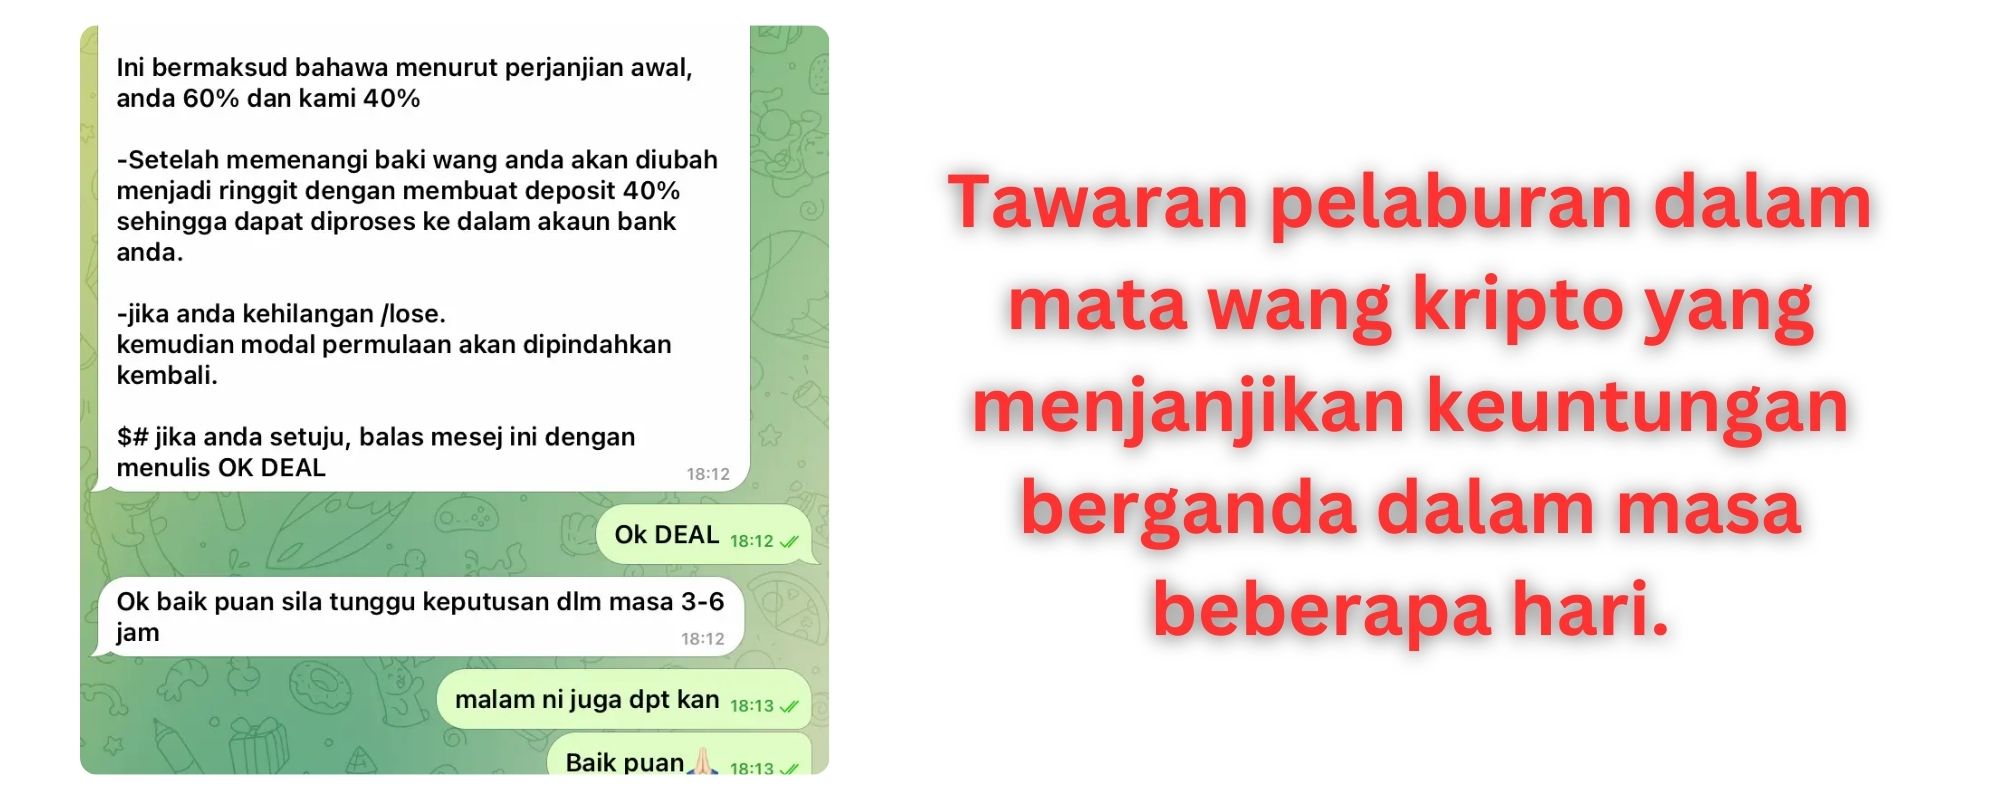 Ini bermaksud bahawa menurut perjanjian awal,
anda 60% dan kami 40%
-Setelah memenangi baki wang anda akan diubah
menjadi ringgit dengan membuat deposit 40%
sehingga dapat diproses ke dalam akaun bank
anda.
-jika anda kehilangan /lose.
kemudian modal permulaan akan dipindahkan
kembali.
$# jika anda setuju, balas mesej ini dengan
menulis OK DEAL
18:12
Ok DEAL 18:12
Ok baik puan sila tunggu keputusan dlm masa 3-6
jam
18:12
malam ni juga dpt kan 18:13
Baik puan🙏🏻 18:13
Tawaran pelaburan dalam
mata wang kripto yang
menjanjikan keuntungan
berganda dalam masa
beberapa hari.